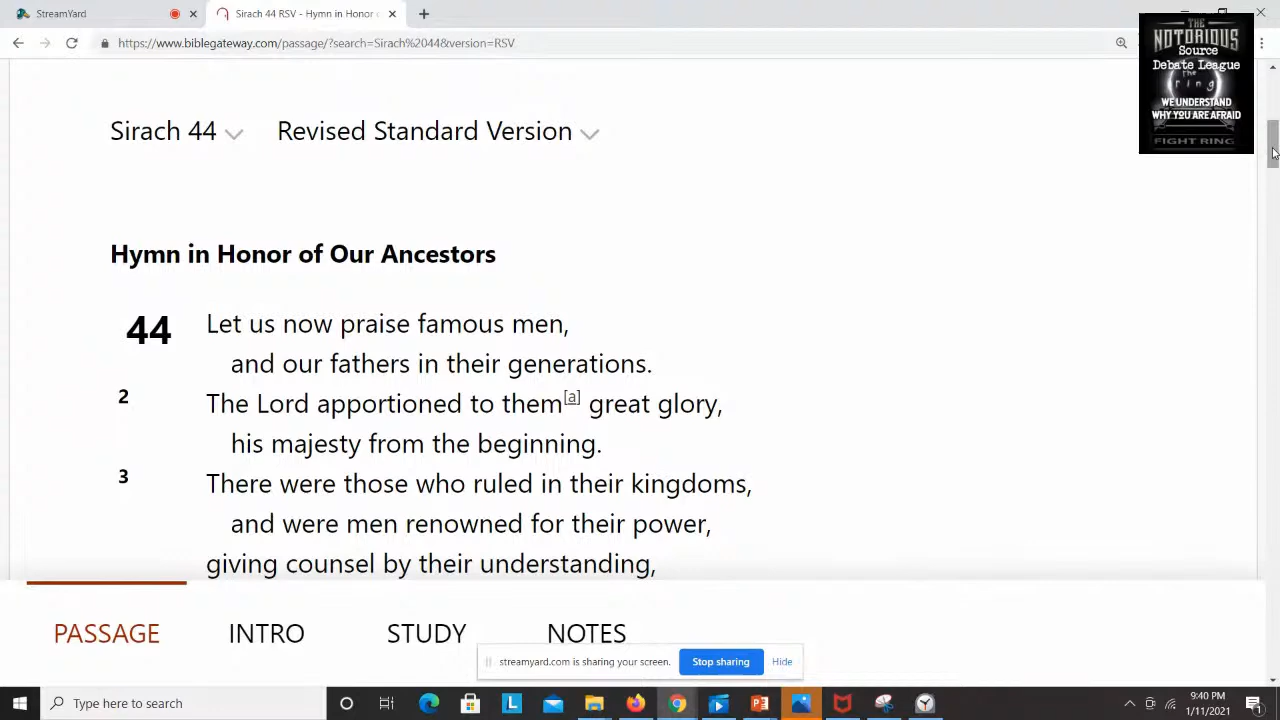 StreamYard
Sirach 44 RSV - Hymn in Honor o
https://www.biblegateway.com/passage/?search=Sirach%2044&version=RSV
THE
NOTORIOUS
Source
Debate League
the
ring
WE UNDERSTAND
WHY YOU ARE AFRAID
FIGHT RING
Sirach 44 Revised Standard Version
Hymn in Honor of Our Ancestors
44 Let us now praise famous men,
and our fathers in their generations.
2 The Lord apportioned to them[a] great glory,
his majesty from the beginning.
3 There were those who ruled in their kingdoms,
and were men renowned for their power,
giving counsel by their understanding,
PASSAGE INTRO STUDY NOTES
streamyard.com is sharing your screen. Stop sharing Hide
Type here to search
9:40 PM
1/11/2021